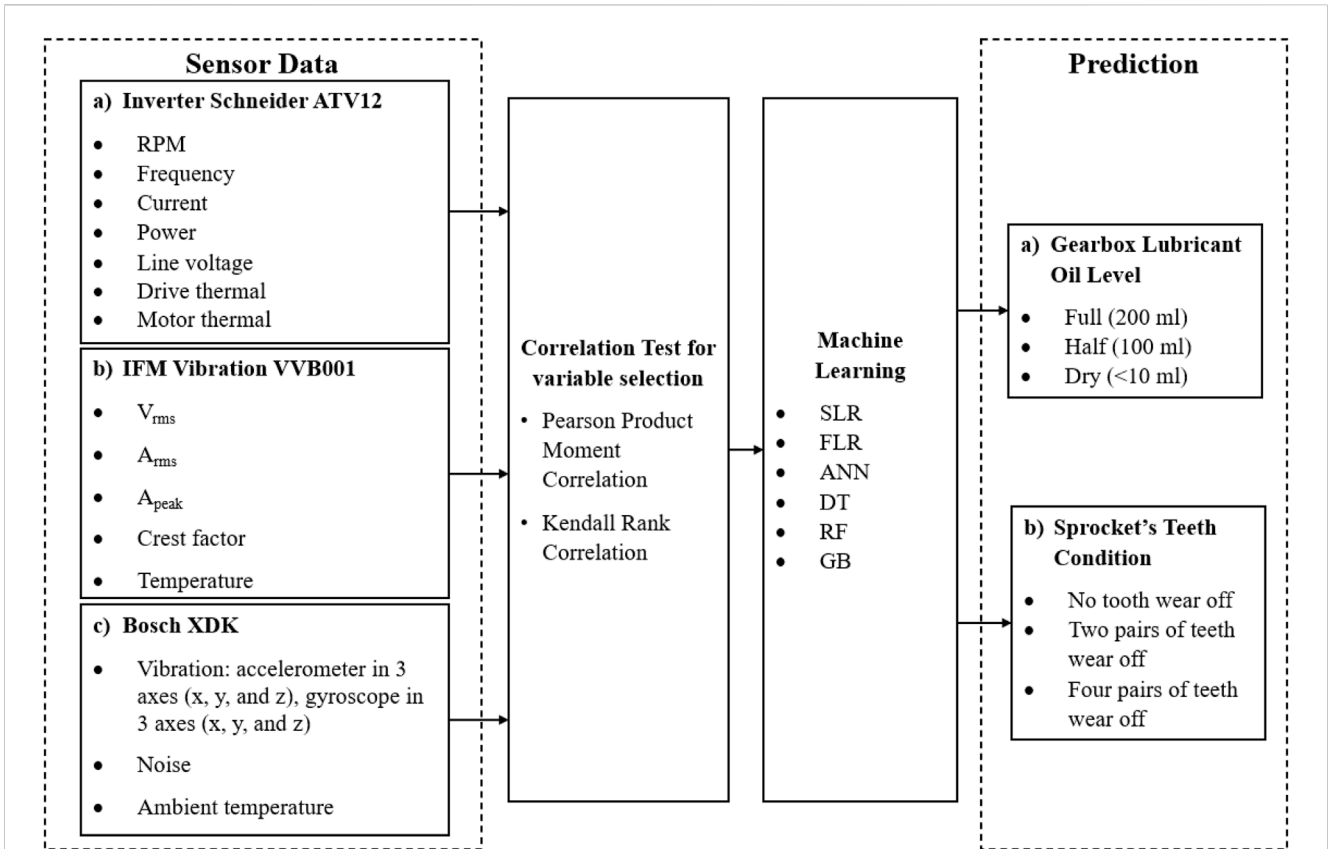 Sensor Data
a) Inverter Schneider ATV12
• RPM
• Frequency
• Current
• Power
• Line voltage
• Drive thermal
• Motor thermal
b) IFM Vibration VVB001
• Vrms
• Arms
• Apeak
• Crest factor
• Temperature
c) Bosch XDK
• Vibration: accelerometer in 3
axes (x, y, and z), gyroscope in
3 axes (x, y, and z)
• Noise
• Ambient temperature
Correlation Test for
variable selection
• Pearson Product
Moment
Correlation
• Kendall Rank
Correlation
Machine
Learning
• SLR
• FLR
• ANN
• DT
• RF
• GB
Prediction
a) Gearbox Lubricant
Oil Level
• Full (200 ml)
• Half (100 ml)
• Dry (<10 ml)
b) Sprocket’s Teeth
Condition
• No tooth wear off
• Two pairs of teeth
wear off
• Four pairs of teeth
wear off